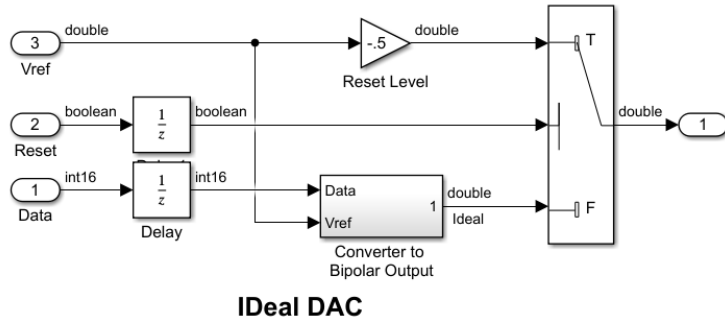 double
3
Vref
-.5
double
Reset Level
T
boolean
2
Reset
1
z
boolean
double
1
int16
1
Data
1
z
int16
Delay
Data
Vref
1
double
Ideal
F
Converter to
Bipolar Output
IDeal DAC